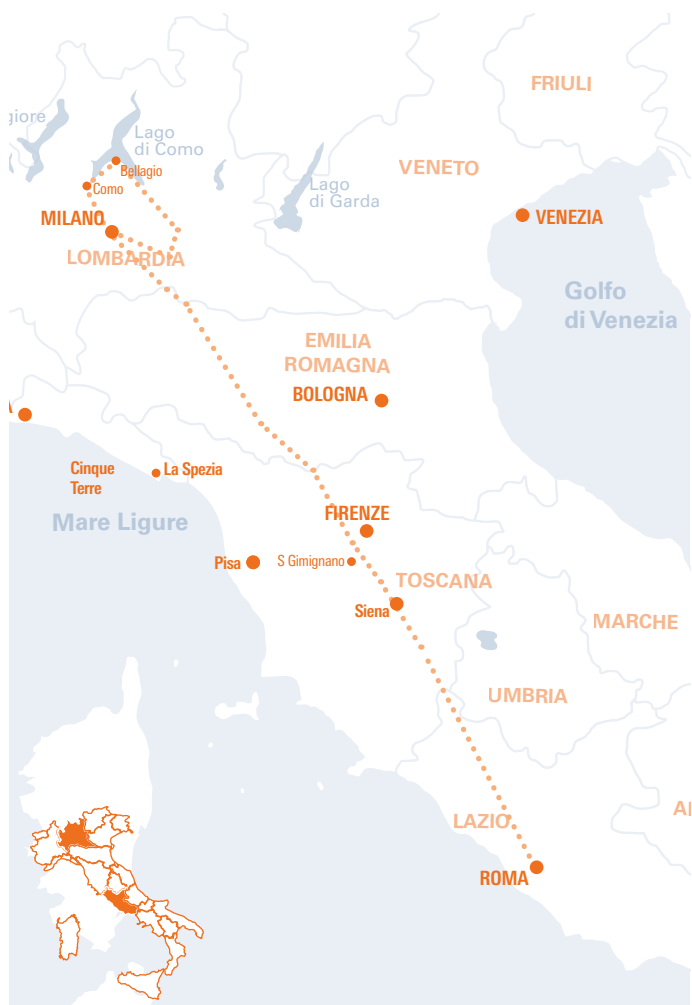 FRIULI
giore
Lago
di Como
VENETO
Bellagio
Como
Lago
di Garda
MILANO
VENEZIA
LOMBARDIA
Golfo
di Venezia
EMILIA
ROMAGNA
BOLOGNA
A
Cinque
Terre
La Spezia
Mare Ligure
FIRENZE
Pisa
S Gimignano
TOSCANA
Siena
MARCHE
UMBRIA
LAZIO
A
ROMA